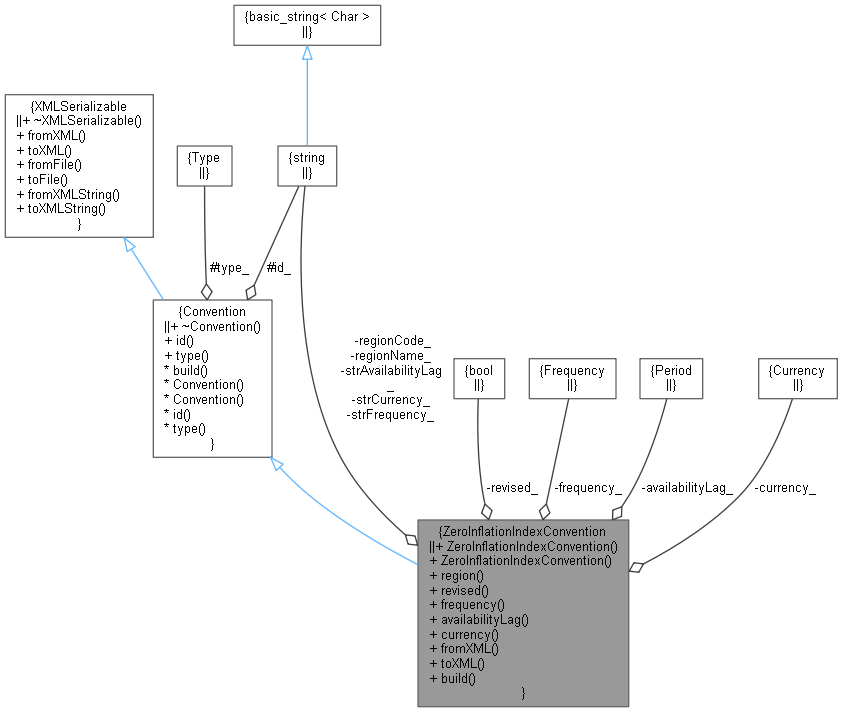 {basic_string< Char >
||}
{XMLSerializable
||+ ~XMLSerializable()
+ fromXML()
+ toXML()
+ fromFile()
+ toFile()
+ fromXMLString()
+ toXMLString()
}
{Type
||}
{string
||}
#type_
#id_
{Convention
||+ ~Convention()
+ id()
+ type()
* build()
* Convention()
* Convention()
* id()
* type()
}
-regionCode_
-regionName_
-strAvailabilityLag
_
-strCurrency_
-strFrequency_
{bool
||}
{Frequency
||}
{Period
||}
{Currency
||}
-revised_
-frequency_
-availabilityLag_
-currency_
{ZeroInflationIndexConvention
||+ ZeroInflationIndexConvention()
+ ZeroInflationIndexConvention()
+ region()
+ revised()
+ frequency()
+ availabilityLag()
+ currency()
+ fromXML()
+ toXML()
+ build()
}